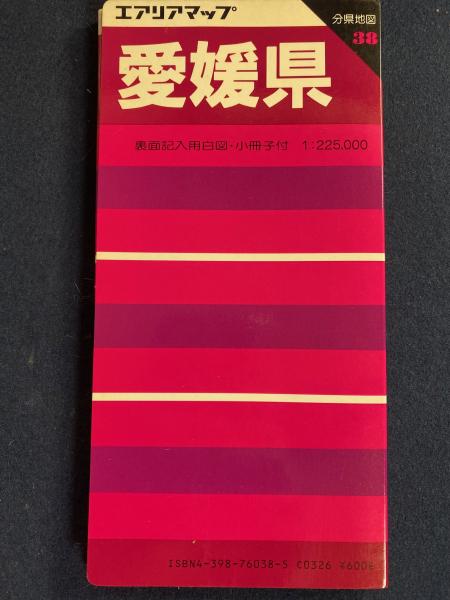 エアリアマップ
分県地図
38
愛媛県
裏面記入用白図・小冊子付 1:225,000
ISBN4-398-76038-5 C0326 ¥600E